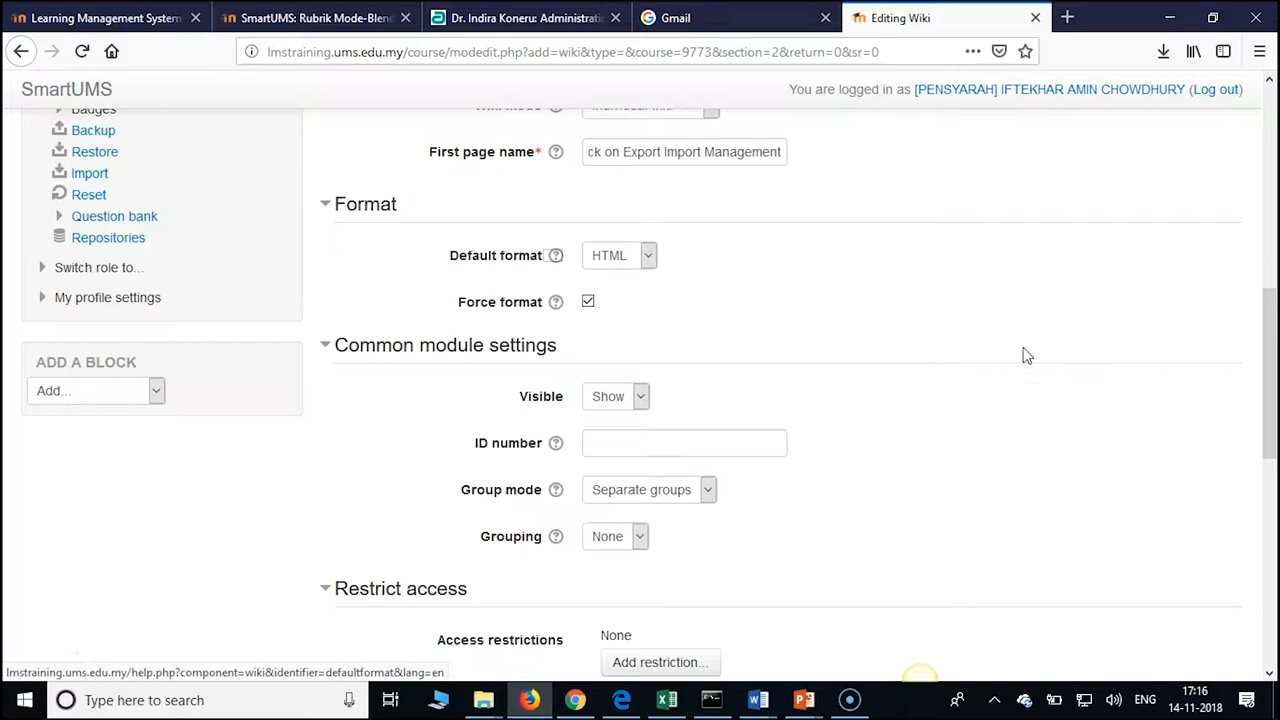 Learning Management System
SmartUMS: Rubrik Mode-Blend
Dr. Indira Koneru: Administratio
Gmail
Editing Wiki
lmstraining.ums.edu.my/course/modedit.php?add=wiki&type=&course=9773&section=2&return=0&sr=0
SmartUMS
You are logged in as [PENSYARAH] IFTEKHAR AMIN CHOWDHURY (Log out)
Badges
Backup
Restore
Import
Reset
Question bank
Repositories
Switch role to...
My profile settings
ADD A BLOCK
Add...
Wiki mode
Individual wiki
First page name*
ck on Export Import Management
Format
Default format
HTML
Force format
Common module settings
Visible
Show
ID number
Group mode
Separate groups
Grouping
None
Restrict access
Access restrictions
None
Add restriction...
lmstraining.ums.edu.my/help.php?component=wiki&identifier=defaultformat&lang=en
Type here to search
ENG
17:16
14-11-2018